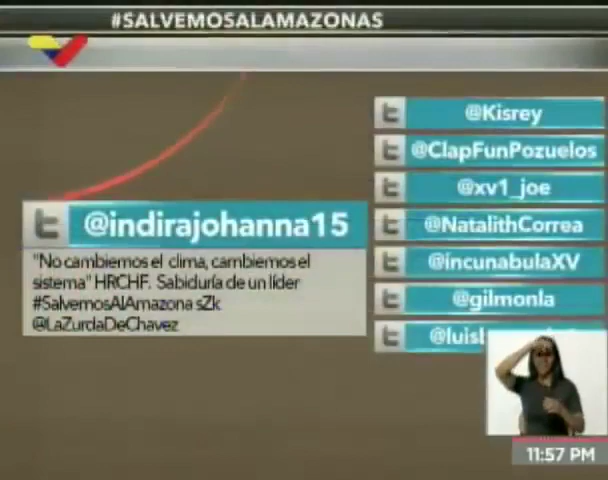 #SALVEMOSALAMAZONAS
@indirajohanna15
"No cambiemos el clima, cambiemos el
sistema" HRCHF. Sabiduría de un líder
#SalvemosAlAmazona sZk
@LaZurdaDeChavez
@Kisrey
@ClapFunPozuelos
@xv1_joe
@NatalithCorrea
@incunabulaXV
@gilmonla
11:57 PM